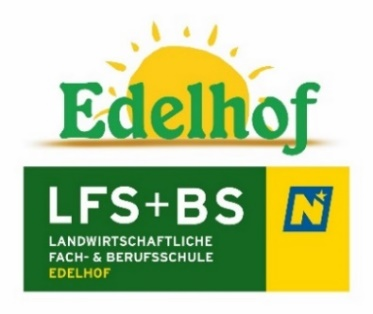 Edelhof
LFS+BS
N
LANDWIRTSCHAFTLICHE
FACH- & BERUFSSCHULE
EDELHOF